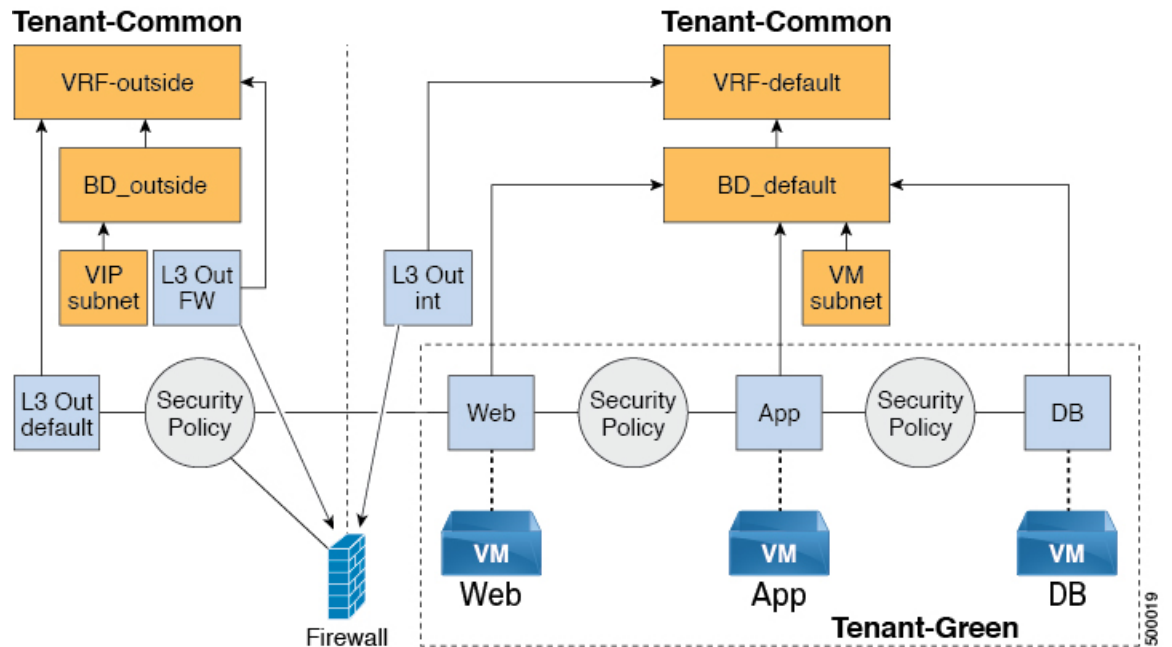 Tenant-Common
Tenant-Common
VRF-outside
VRF-default
BD_outside
BD_default
VIP
subnet
L3 Out
FW
L3 Out
int
VM
subnet
L3 Out
default
Security
Policy
Web
Security
Policy
App
Security
Policy
DB
VM
VM
VM
Web
App
DB
Firewall
Tenant-Green
500019